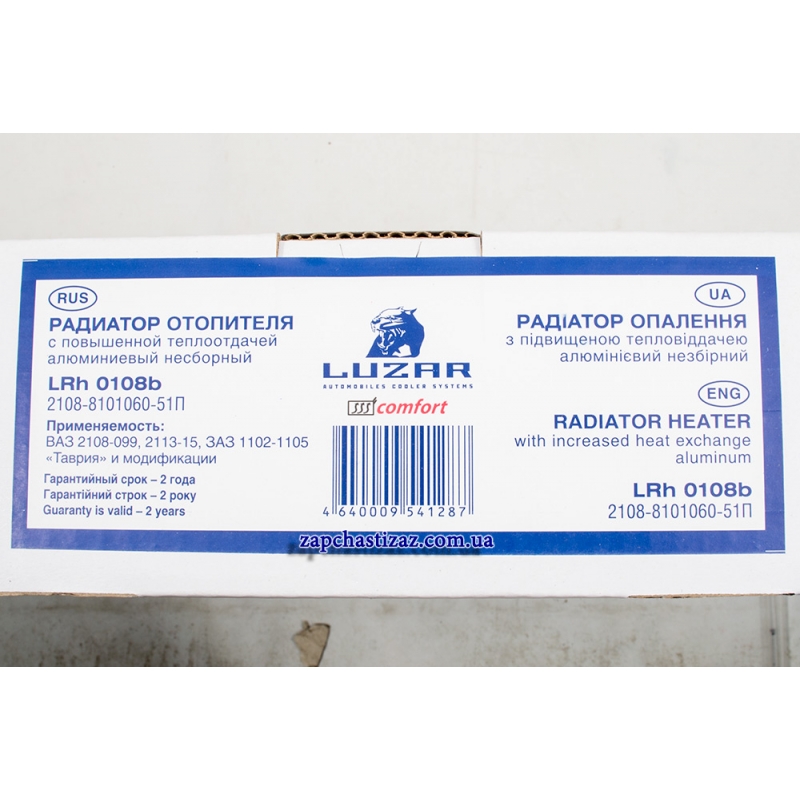 RUS
РАДИАТОР ОТОПИТЕЛЯ
с повышенной теплоотдачей
алюминиевый несборный
LRh 0108b
2108-8101060-51П
Применяемость:
ВАЗ 2108-099, 2113-15, ЗАЗ 1102-1105
«Таврия» и модификации
Гарантийный срок – 2 года
Гарантійний строк – 2 року
Guaranty is valid – 2 years
LUZAR
AUTOMOBILES COOLER SYSTEMS
comfort
4 640009 541287
UA
РАДІАТОР ОПАЛЕННЯ
з підвищеною тепловіддачею
алюмінієвий незбірний
ENG
RADIATOR HEATER
with increased heat exchange
aluminum
LRh 0108b
2108-8101060-51П
zapchastizaz.com.ua